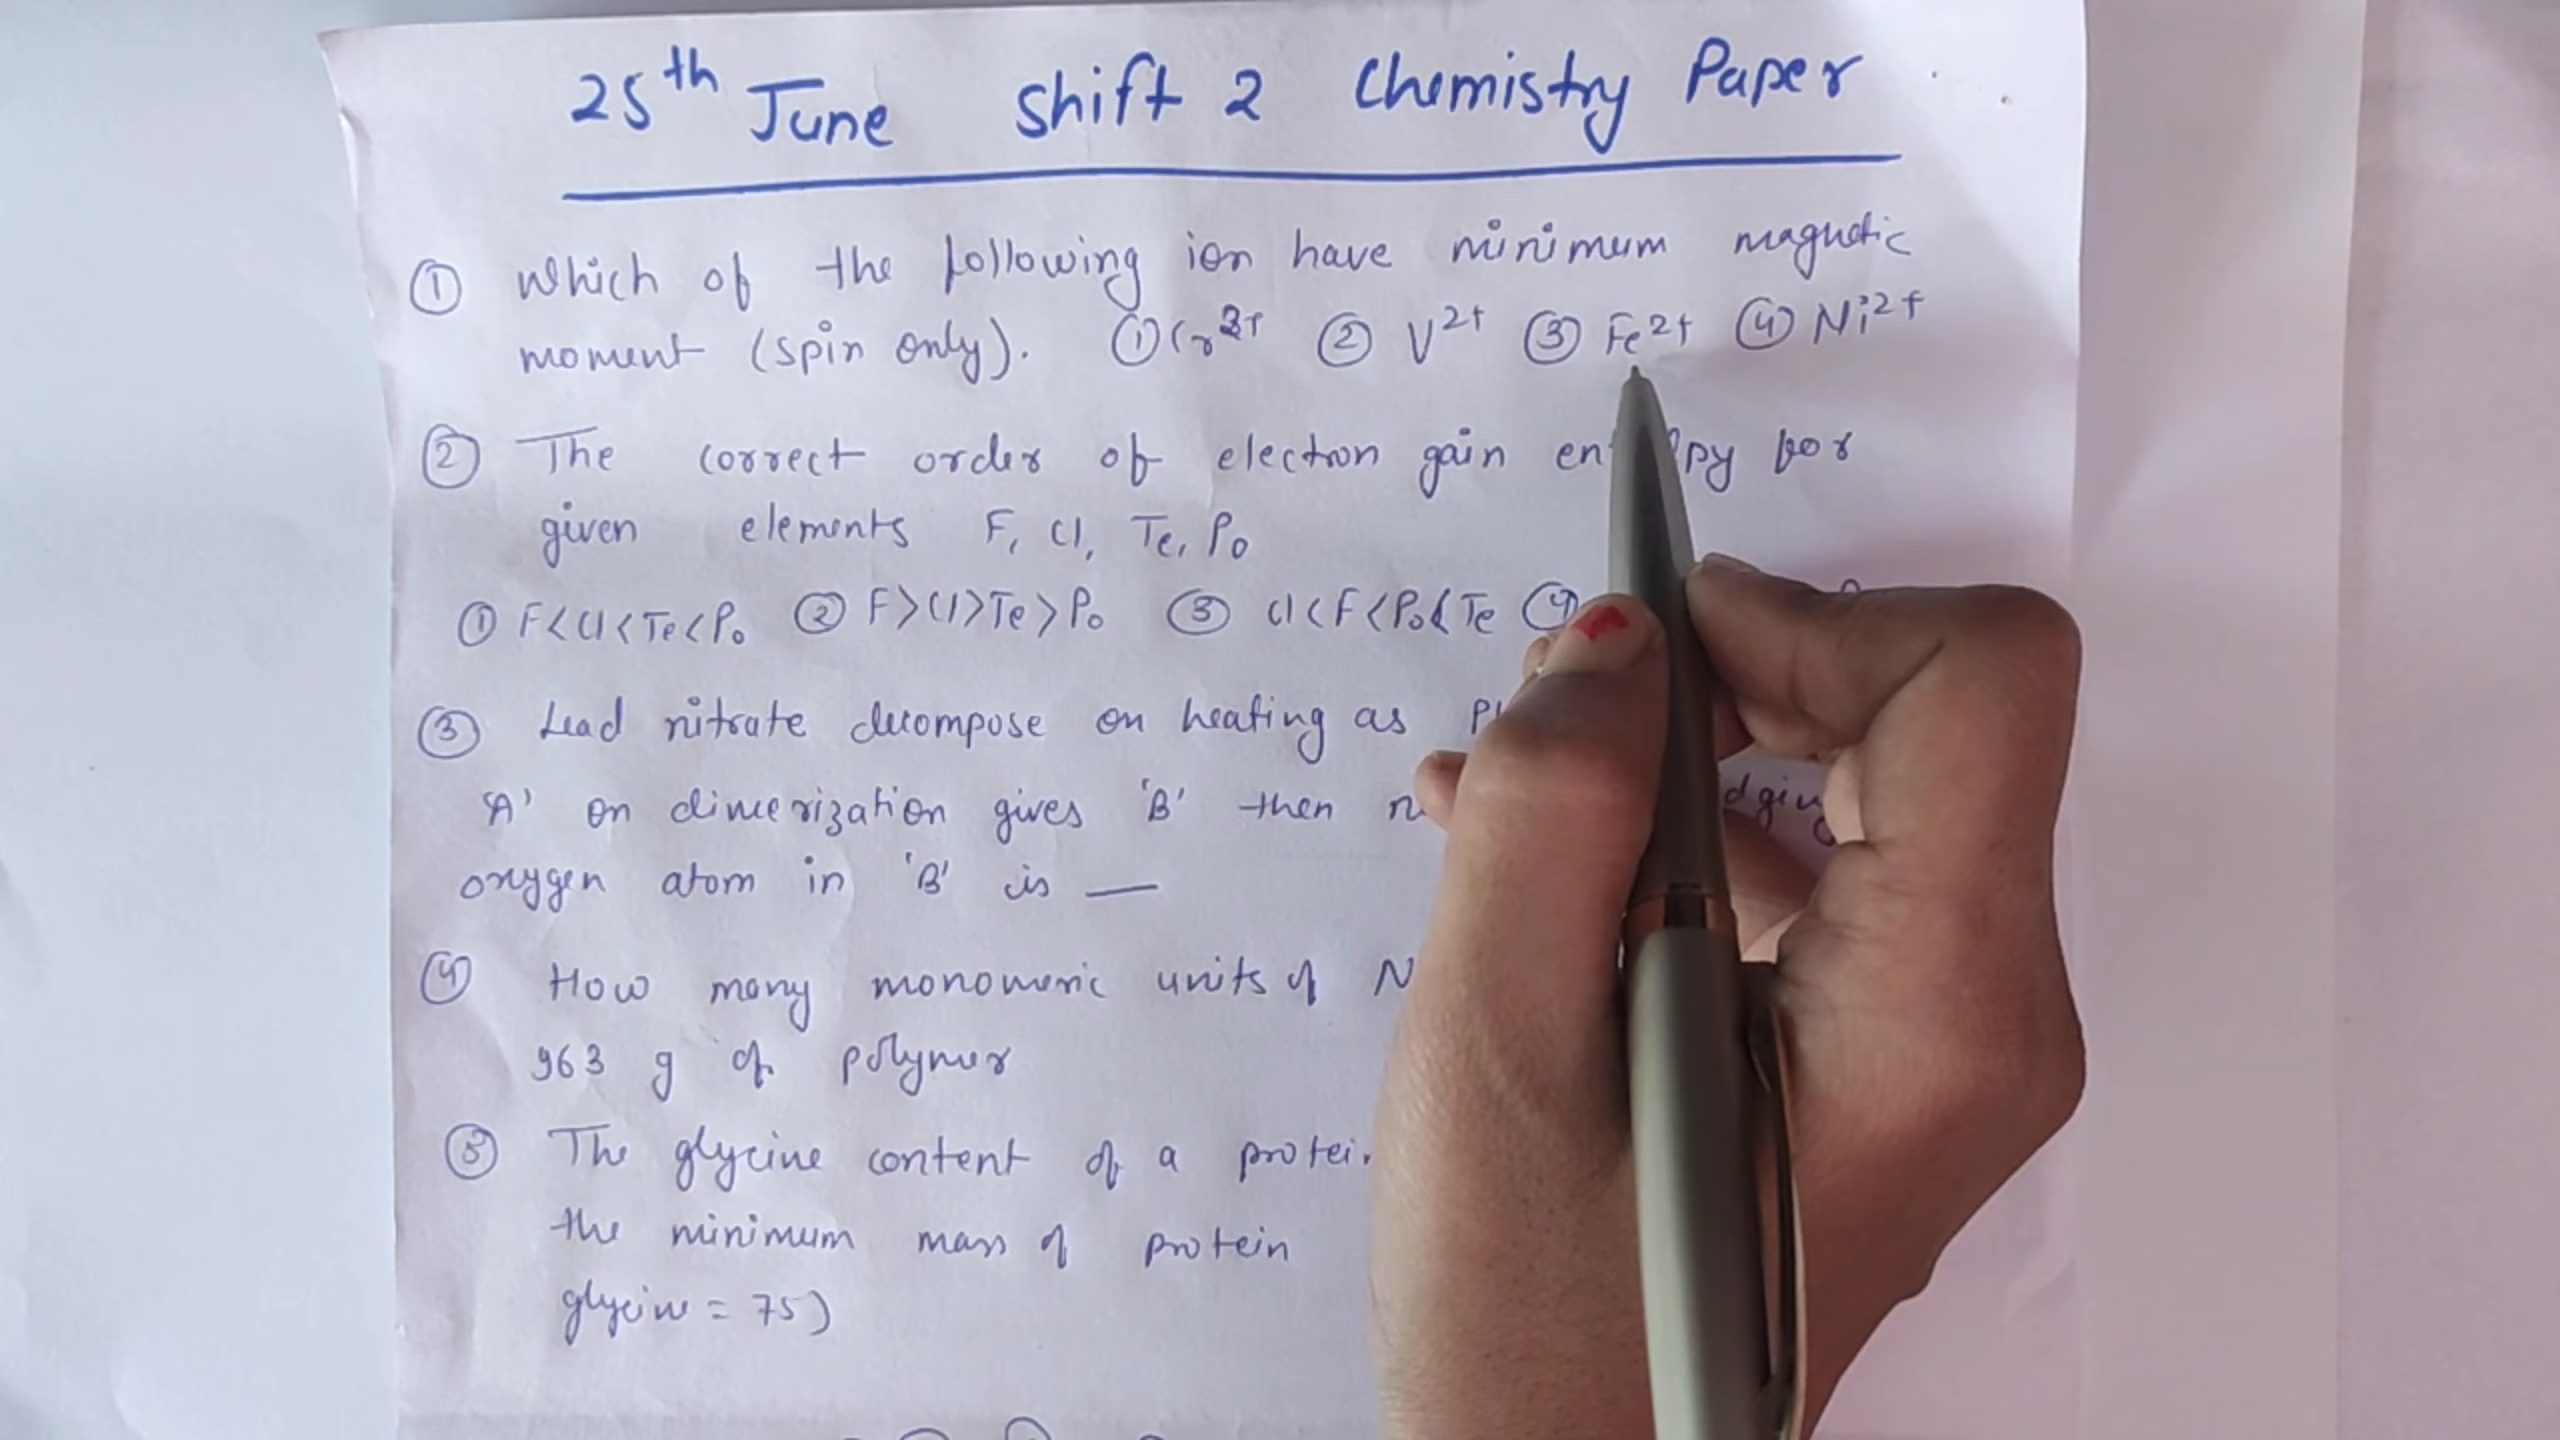 25th June Shift 2 Chemistry Paper
① Which of the following ion have minimum magnetic
moment (spin only). ① Cr3+ ② V2+ ③ Fe2+ ④ Ni2+
② The correct order of electron gain for
given elements F, Cl, Te, Po
① F<Cl<Te<Po ② F>Cl>Te>Po ③ Cl<F<Po<Te ④
③ Lead nitrate decompose on heating as
'A' on dimerization gives 'B' then
oxygen atom in 'B' is —
④ How many monomeric units of N
963 g of polymer
⑤ The glycine content of a
the minimum mass of protein
glycine = 75)